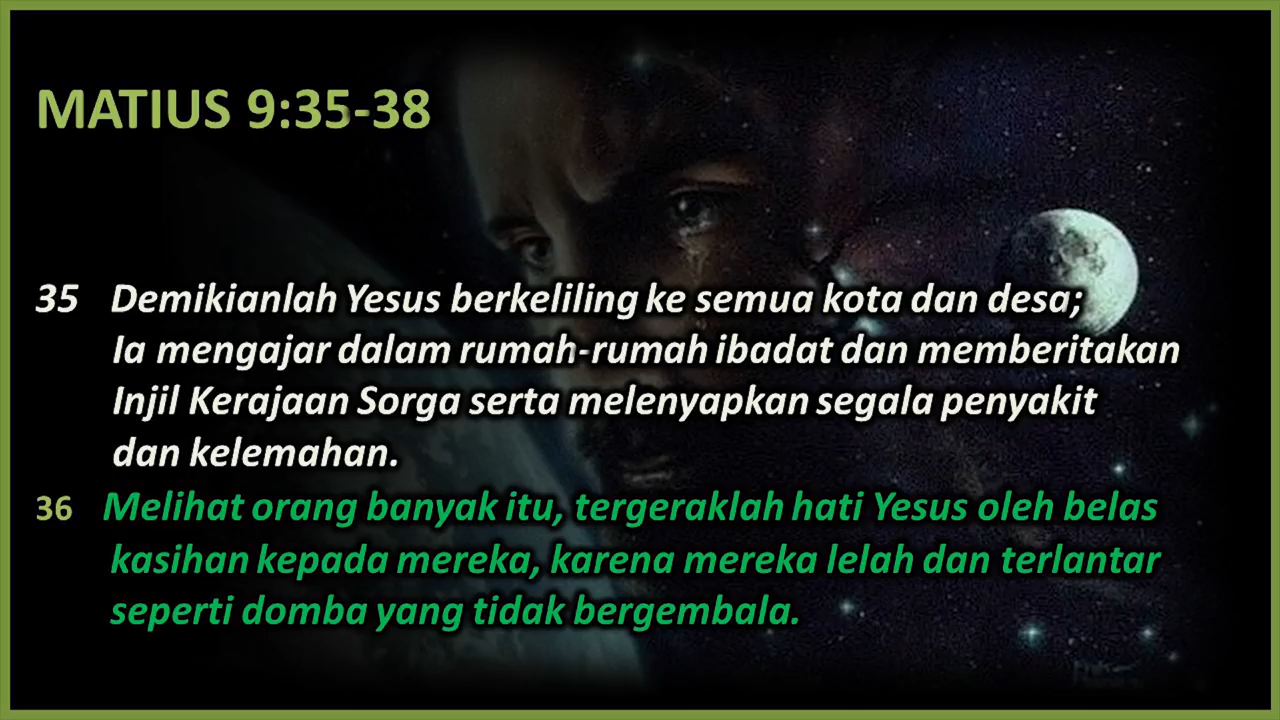 MATIUS 9:35-38
35 Demikianlah Yesus berkeliling ke semua kota dan desa;
Ia mengajar dalam rumah-rumah ibadat dan memberitakan
Injil Kerajaan Sorga serta melenyapkan segala penyakit
dan kelemahan.
36 Melihat orang banyak itu, tergeraklah hati Yesus oleh belas
kasihan kepada mereka, karena mereka lelah dan terlantar
seperti domba yang tidak bergembala.